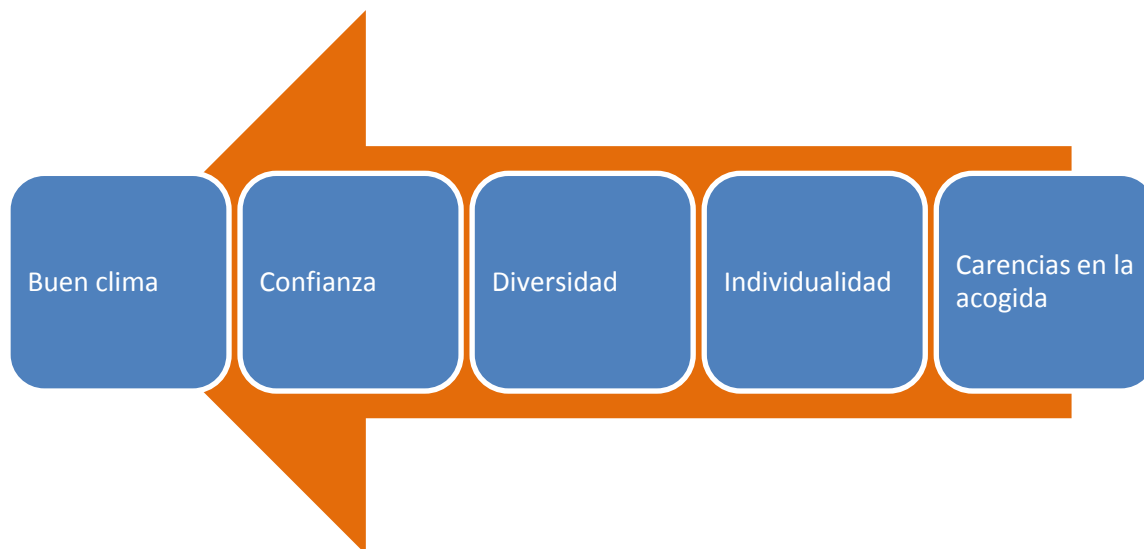 Buen clima
Confianza
Diversidad
Individualidad
Carencias en la
acogida